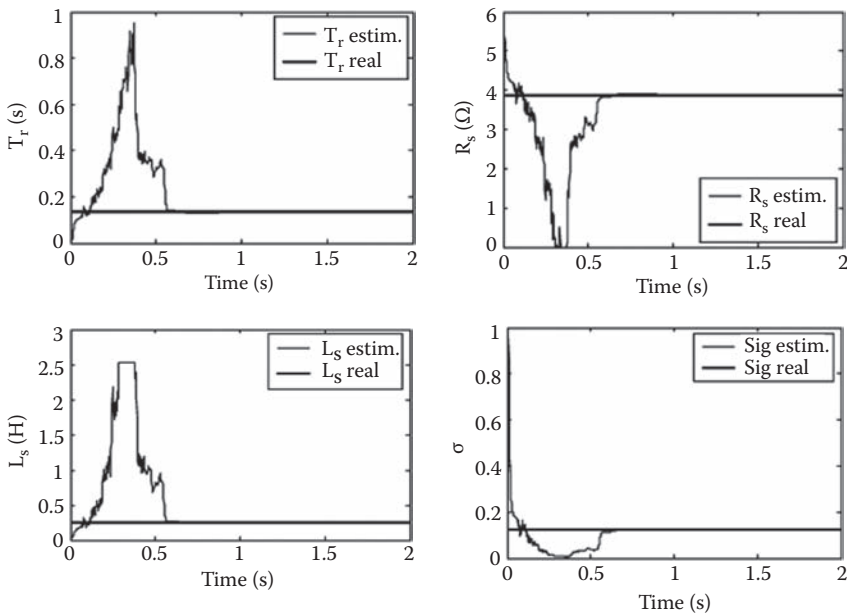 1
0.8
0.6
0.4
0.2
0
T_r (s)
T_r estim.
T_r real
0
0.5
1
1.5
2
Time (s)
6
5
4
3
2
1
0
R_s (Ω)
R_s estim.
R_s real
0
0.5
1
1.5
2
Time (s)
3
2.5
2
1.5
1
0.5
0
L_s (H)
L_s estim.
L_s real
0
0.5
1
1.5
2
Time (s)
1
0.8
0.6
0.4
0.2
0
σ
Sig estim.
Sig real
0
0.5
1
1.5
2
Time (s)